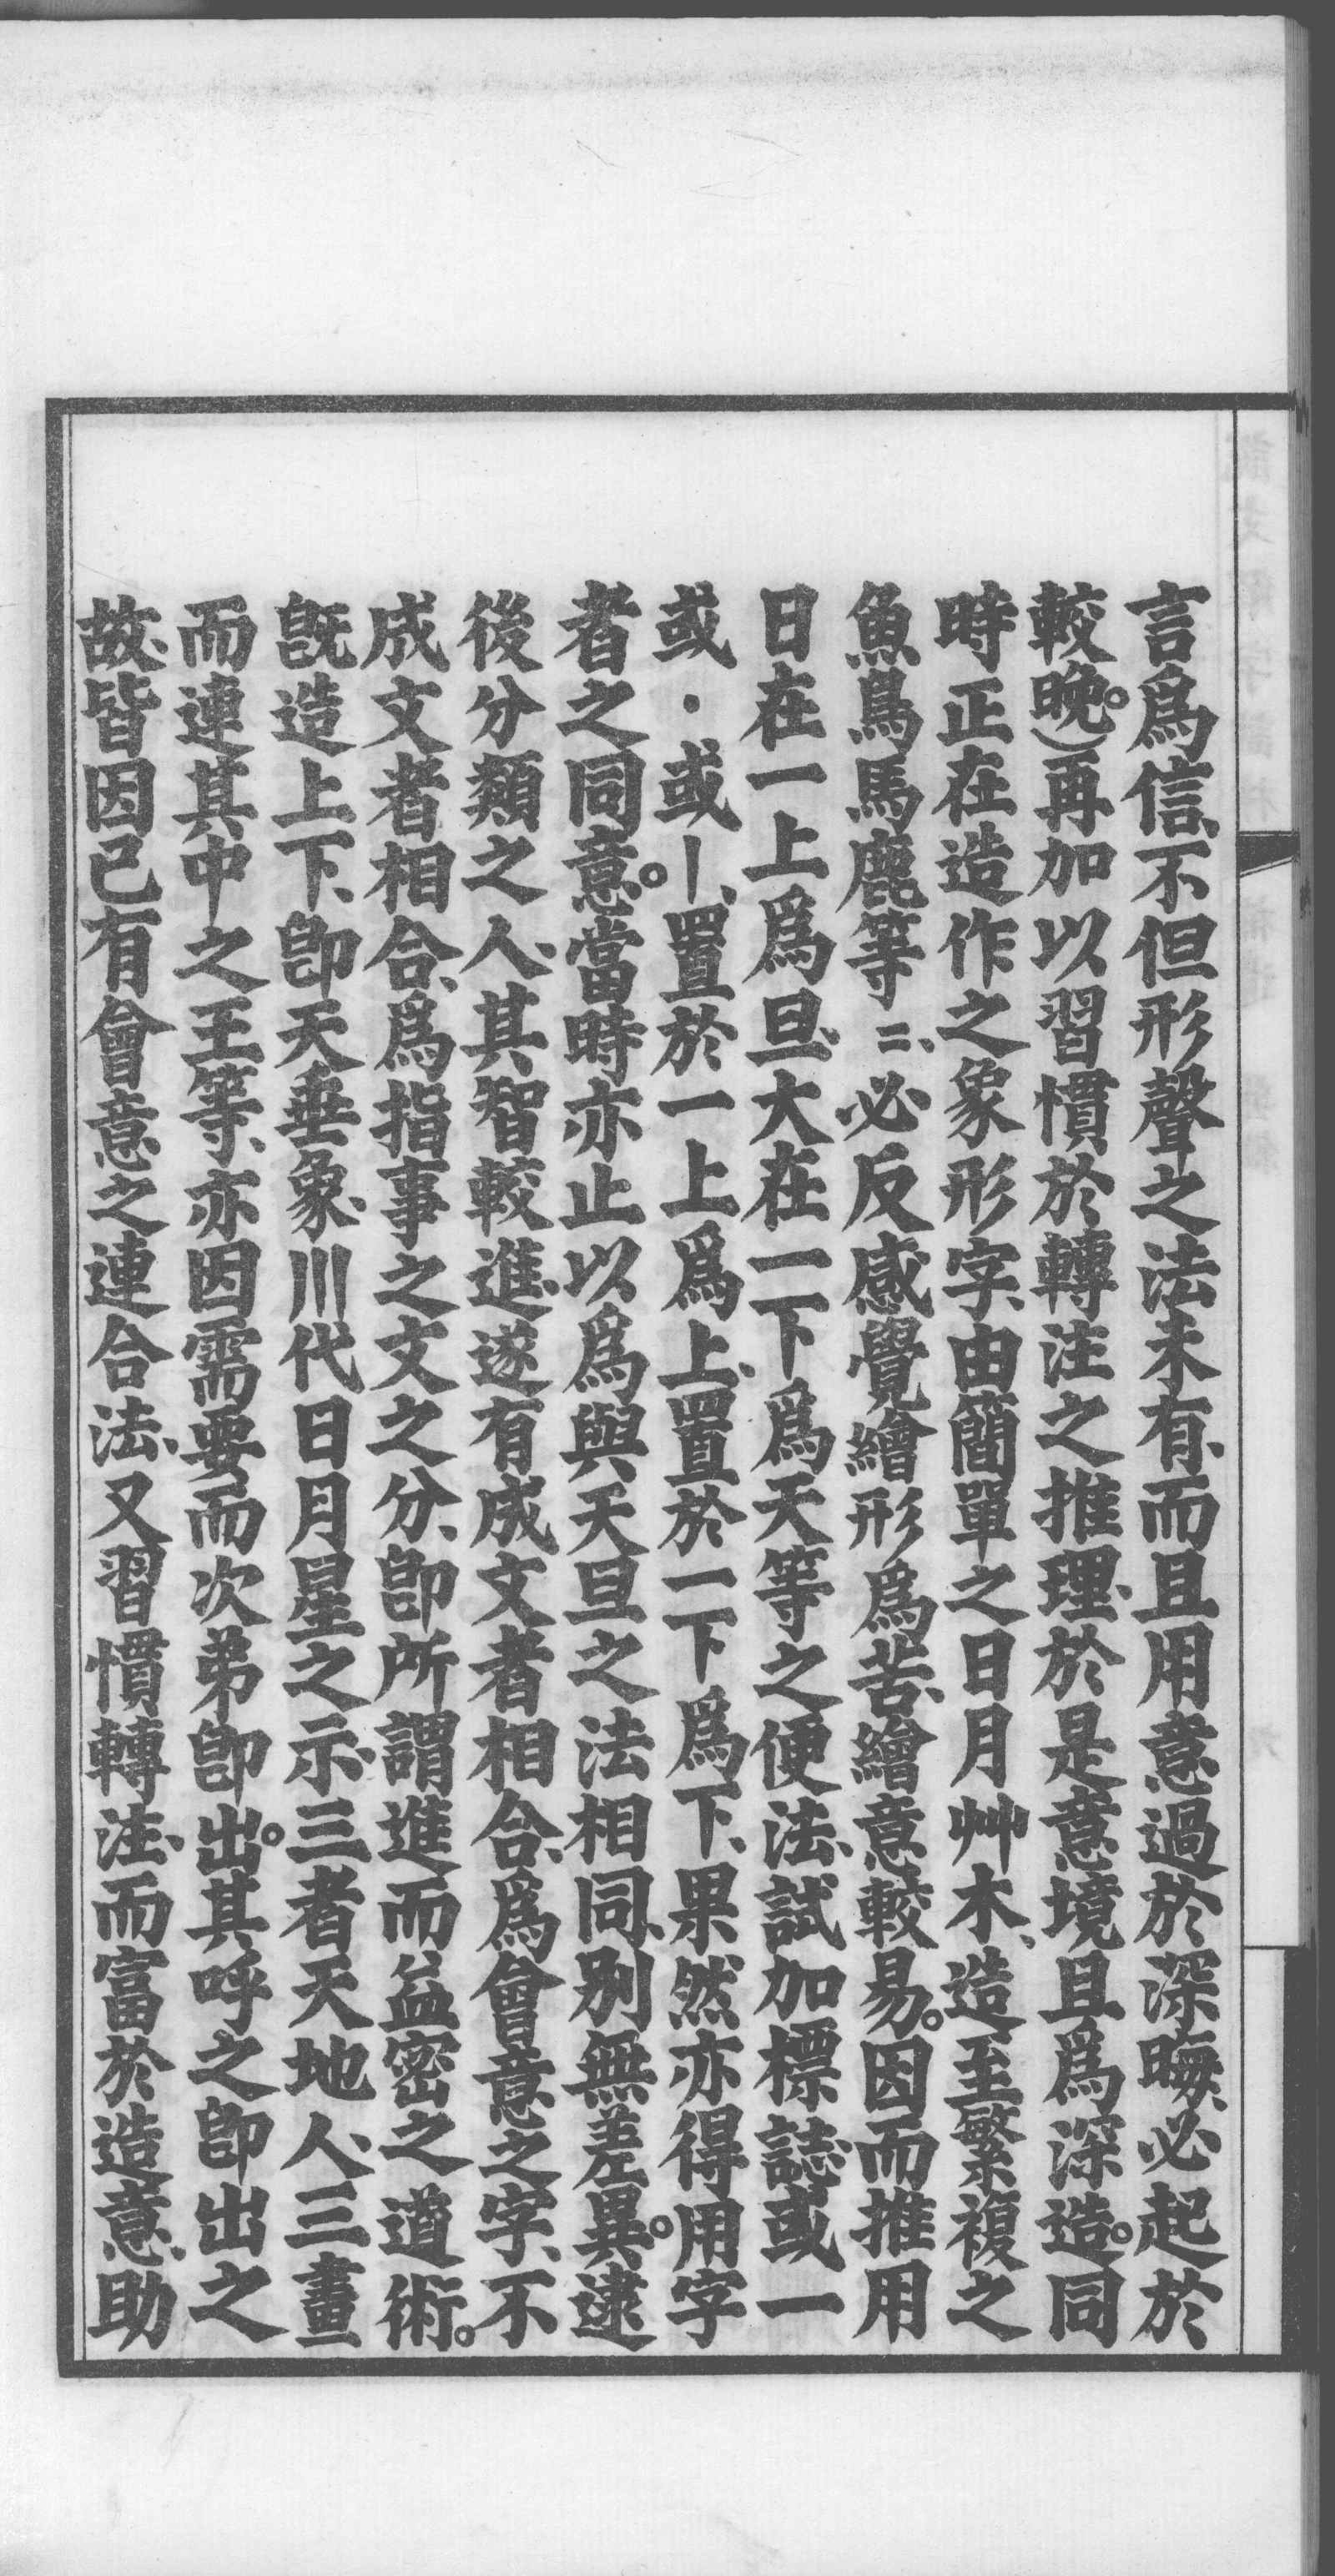 言爲信、不但形聲之法未有、而且用意過於深晦、必起於
較晚。)再加以習慣於轉注之推理、於是意境且爲深造。同
時正在造作之象形字、由簡單之日月艸木、造至繁複之
魚鳥馬鹿等二、必反感覺繪形爲苦、繪意較易。因而推用
日在一上爲旦、大在一下爲天等之便法、試加標誌、或一
或・或丨、置於一上爲上、置於一下爲下、果然亦得用字
者之同意。當時亦止以爲與天旦之法相同、別無差異。逮
後分類之人、其智較進、遂有成文者相合、爲會意之字、不
成文者相合、爲指事之文之分、卽所謂進而益密之道術。
旣造上下、卽天垂象、川代日月星之示、三者天地人、三畫
而連其中之王等、亦因需要而次弟卽出。其呼之卽出之
故、皆因已有會意之連合法、又習慣轉注、而富於造意、助